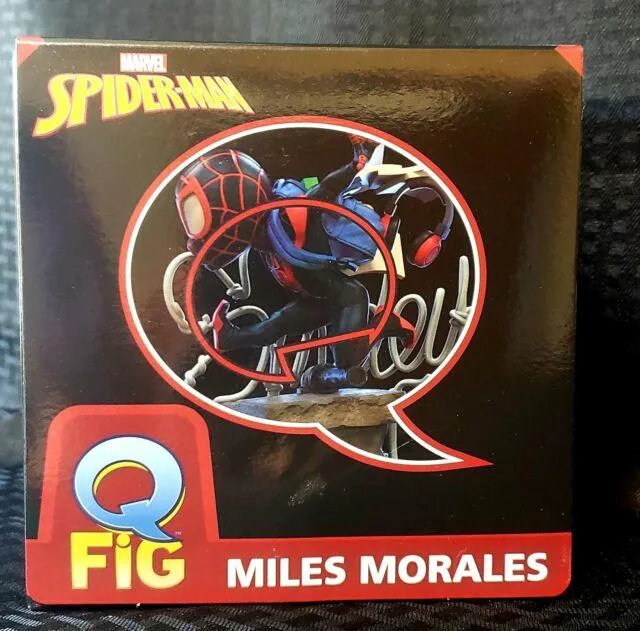 MARVEL
SPIDER-MAN
Q
FiG
MILES MORALES